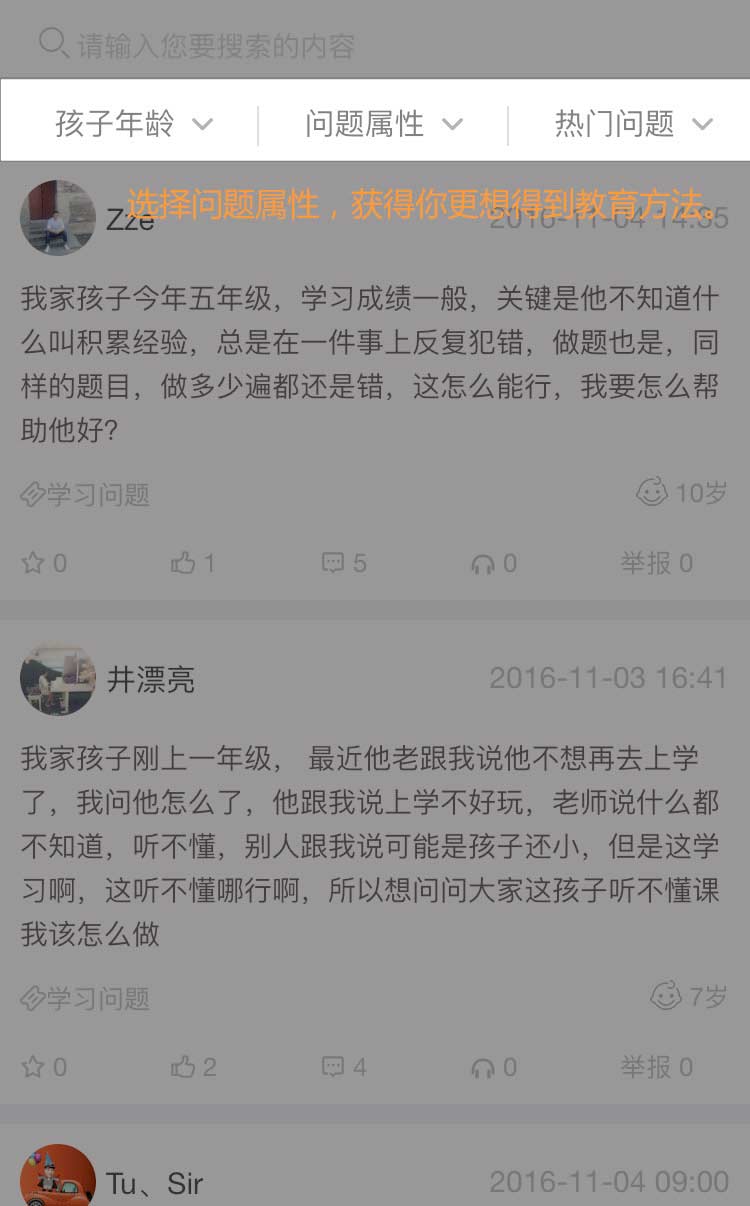 请输入您要搜索的内容
孩子年龄 问题属性 热门问题
选择问题属性，获得你更想得到教育方法。
Zze 2016-11-04 14:35
我家孩子今年五年级，学习成绩一般，关键是他不知道什
么叫积累经验，总是在一件事上反复犯错，做题也是，同
样的题目，做多少遍都还是错，这怎么能行，我要怎么帮
助他好?
学习问题 10岁
0 1 5 0 举报 0
井漂亮 2016-11-03 16:41
我家孩子刚上一年级， 最近他老跟我说他不想再去上学
了，我问他怎么了，他跟我说上学不好玩，老师说什么都
不知道，听不懂，别人跟我说可能是孩子还小，但是这学
习啊，这听不懂哪行啊，所以想问问大家这孩子听不懂课
我该怎么做
学习问题 7岁
0 2 4 0 举报 0
Tu、Sir 2016-11-04 09:00